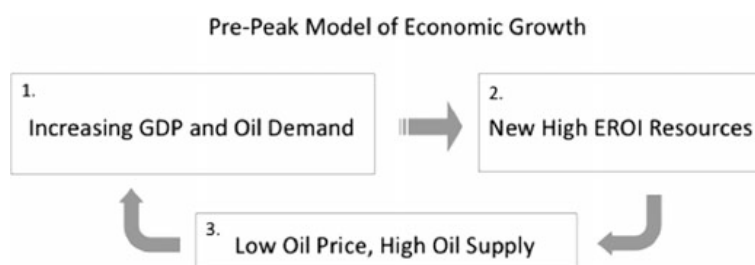 Pre-Peak Model of Economic Growth
1.
Increasing GDP and Oil Demand
2.
New High EROI Resources
3.
Low Oil Price, High Oil Supply